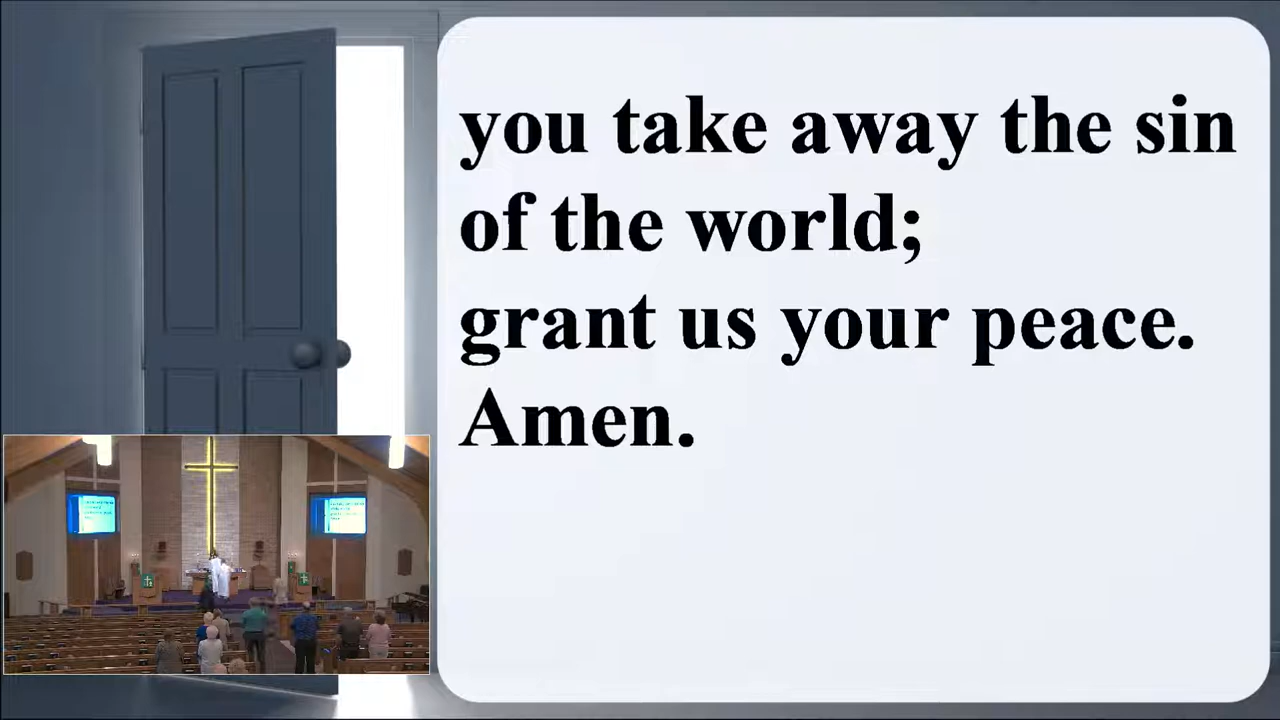 you take away the sin
of the world;
grant us your peace.
Amen.